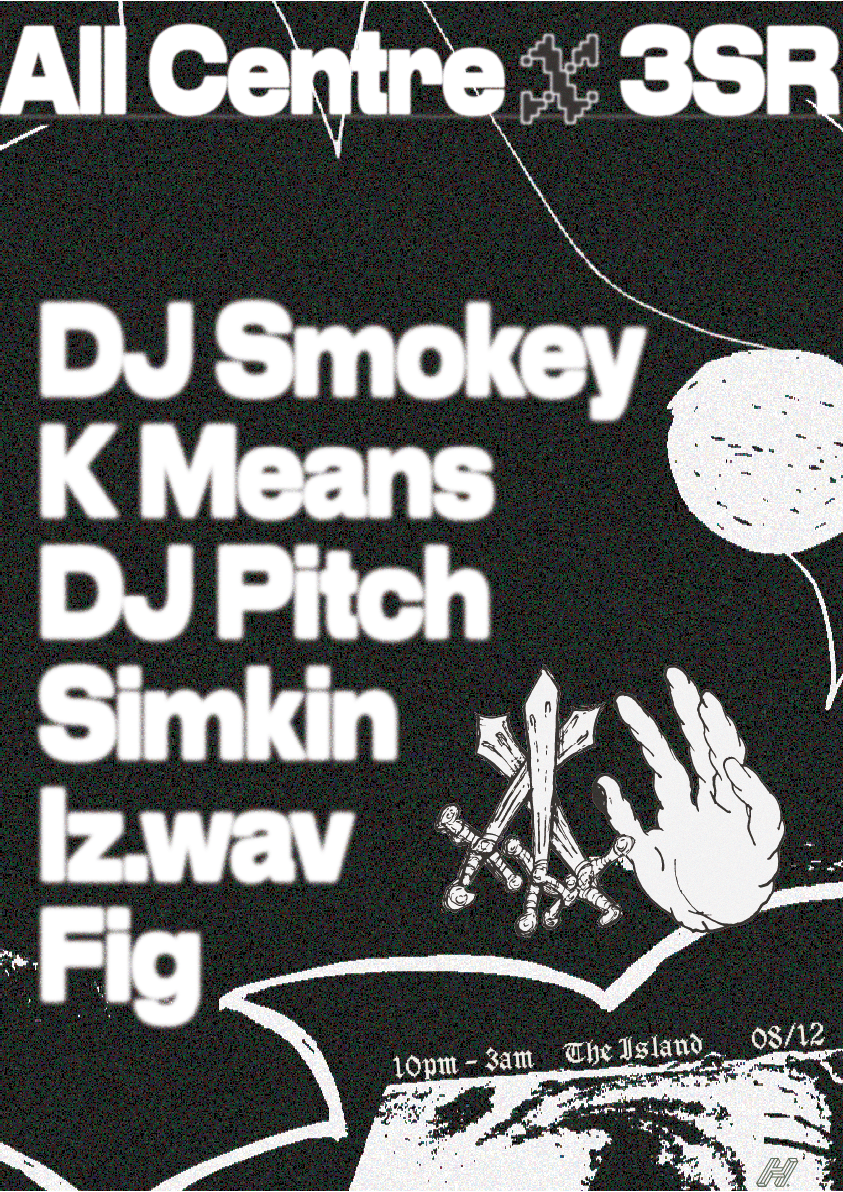 All Centre X 3SR
DJ Smokey
K Means
DJ Pitch
Simkin
Iz.wav
Fig
10pm - 3am The Island 08/12
H